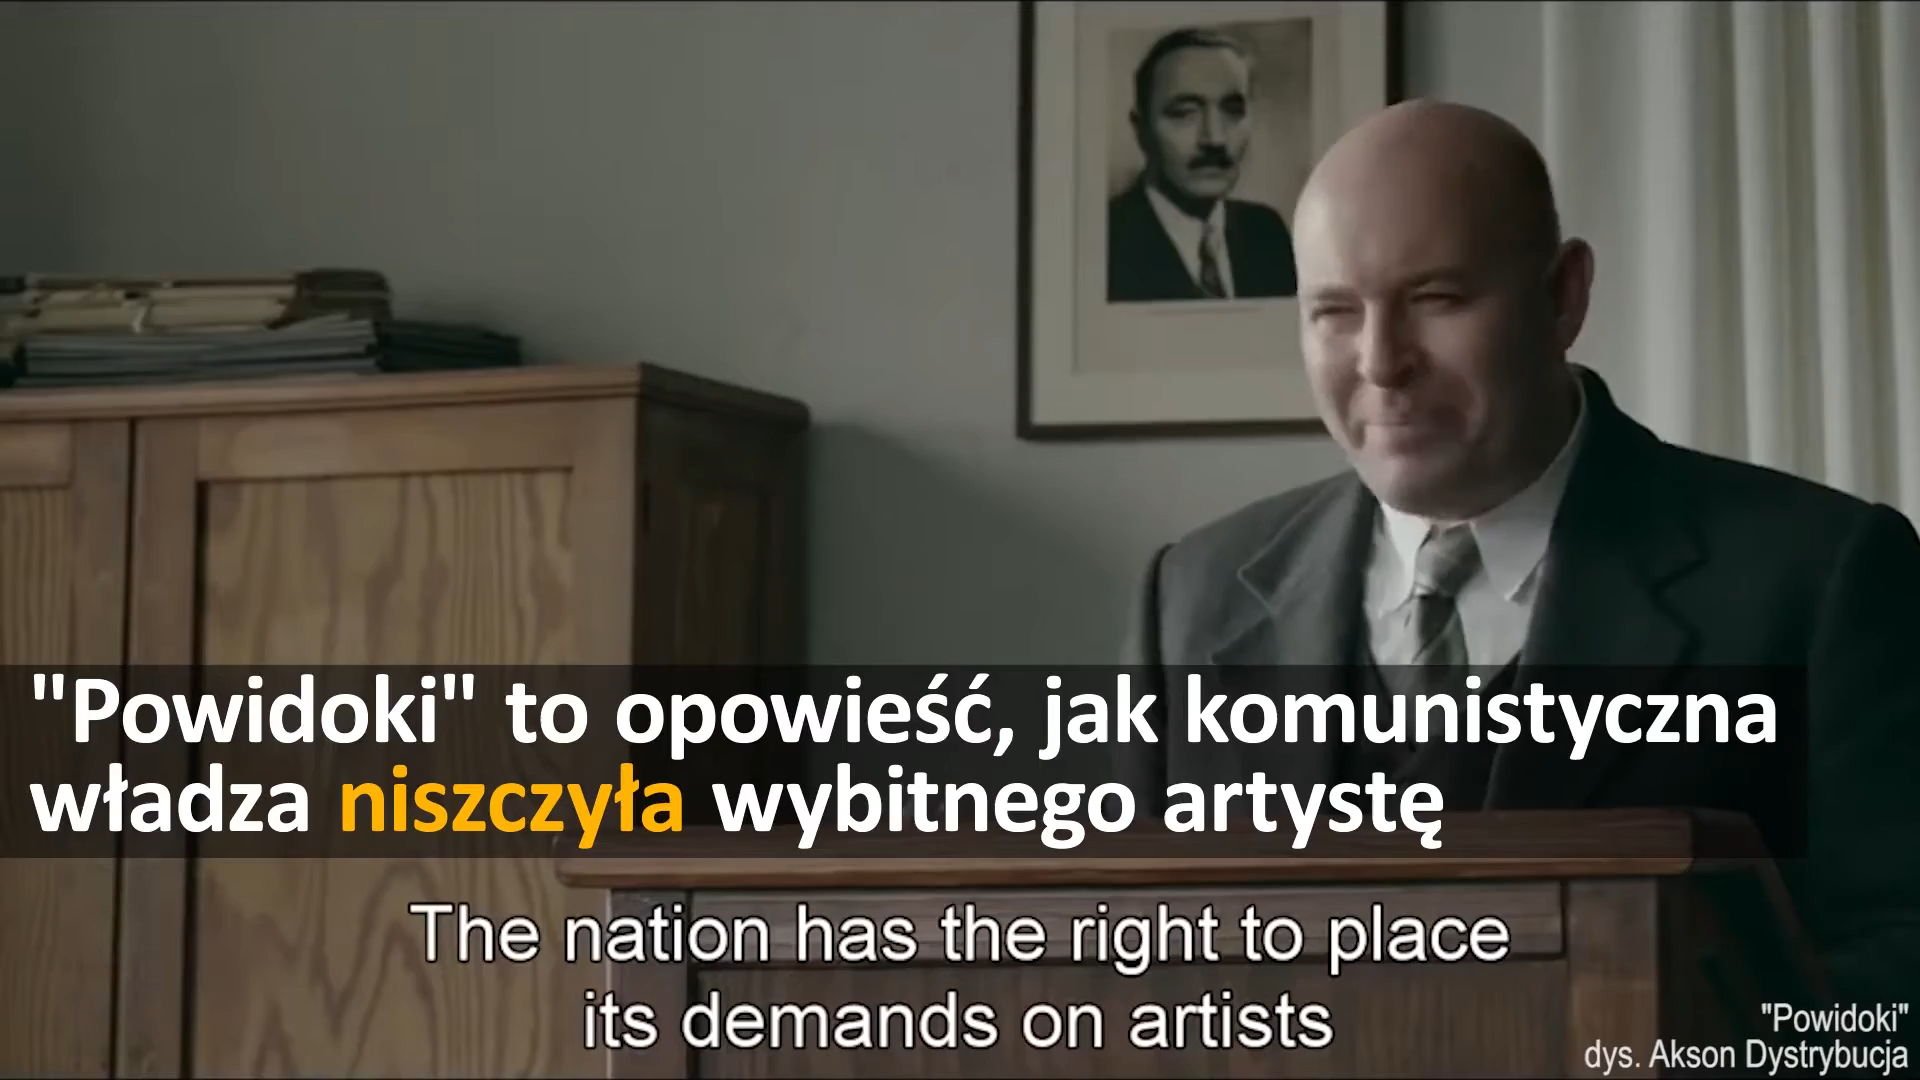 "Powidoki" to opowieść, jak komunistyczna
władza niszczyła wybitnego artystę
The nation has the right to place
its demands on artists
"Powidoki"
dys. Akson Dystrybucja